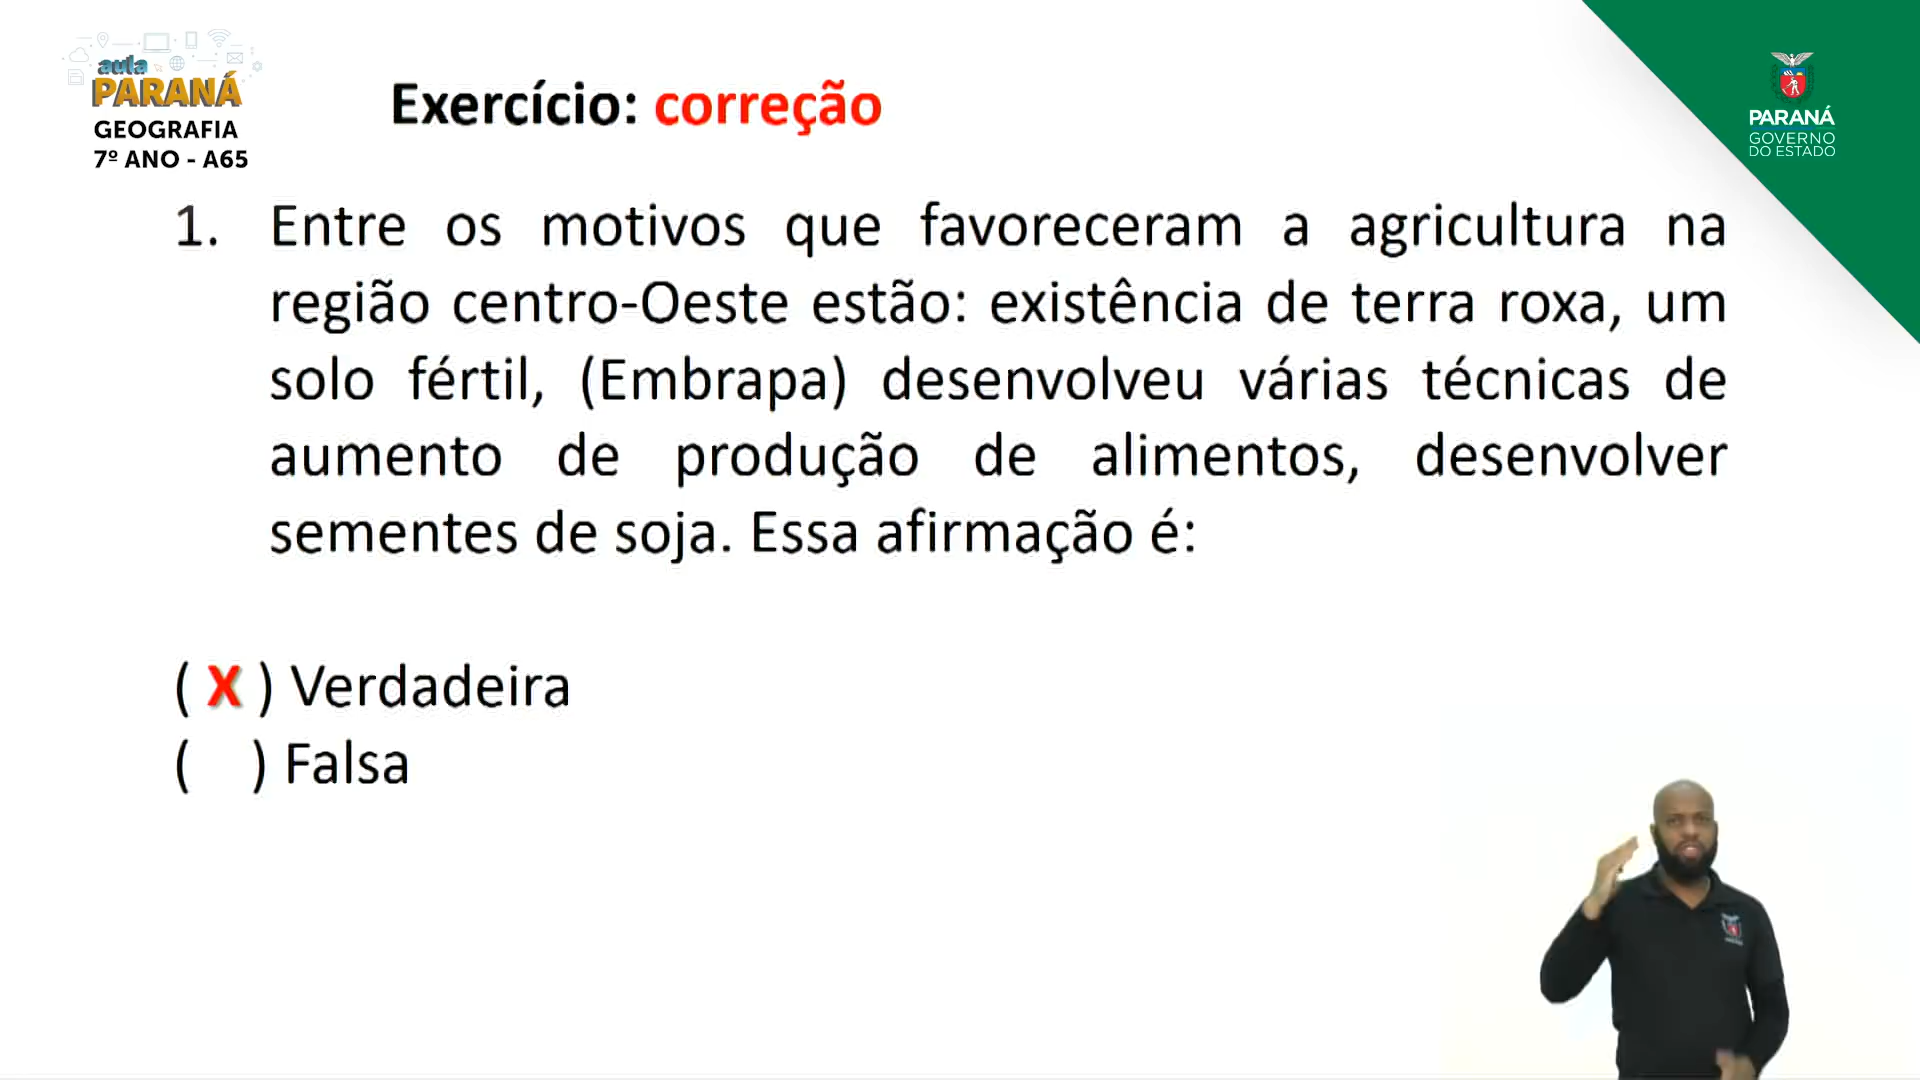 aula
PARANÁ
GEOGRAFIA
7º ANO - A65
Exercício: correção
PARANÁ
GOVERNO
DO ESTADO
1. Entre os motivos que favoreceram a agricultura na
região centro-Oeste estão: existência de terra roxa, um
solo fértil, (Embrapa) desenvolveu várias técnicas de
aumento de produção de alimentos, desenvolver
sementes de soja. Essa afirmação é:
( X ) Verdadeira
( ) Falsa